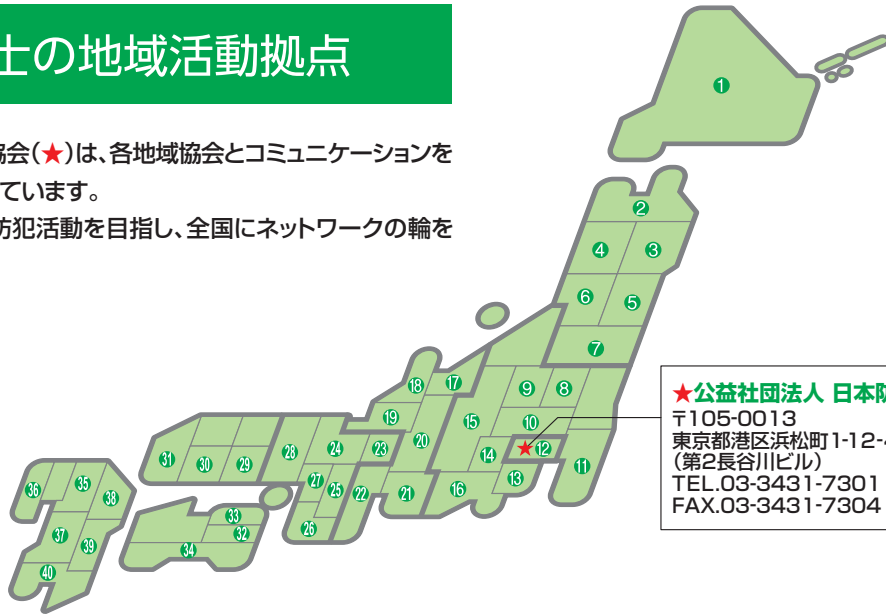 士の地域活動拠点
協会(★)は、各地域協会とコミュニケーションを
ています。
防犯活動を目指し、全国にネットワークの輪を
1
2
4 3
6 5
7
18 17 9 8
19 15 10
31 30 29 28 24 23 20 14 ★12
36 35 38 27 25 22 21 16 13 11
33
37 32 26
39 34
40
★公益社団法人 日本防
〒105-0013
東京都港区浜松町1-12-4
(第2長谷川ビル)
TEL.03-3431-7301
FAX.03-3431-7304